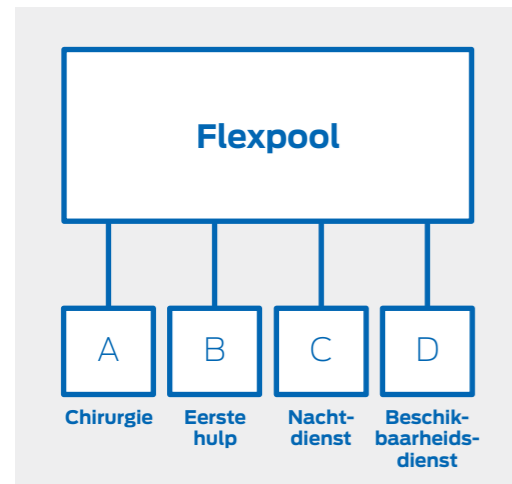 Flexpool
A
B
C
D
Chirurgie
Eerste
hulp
Nacht-
dienst
Beschik-
baarheids-
dienst